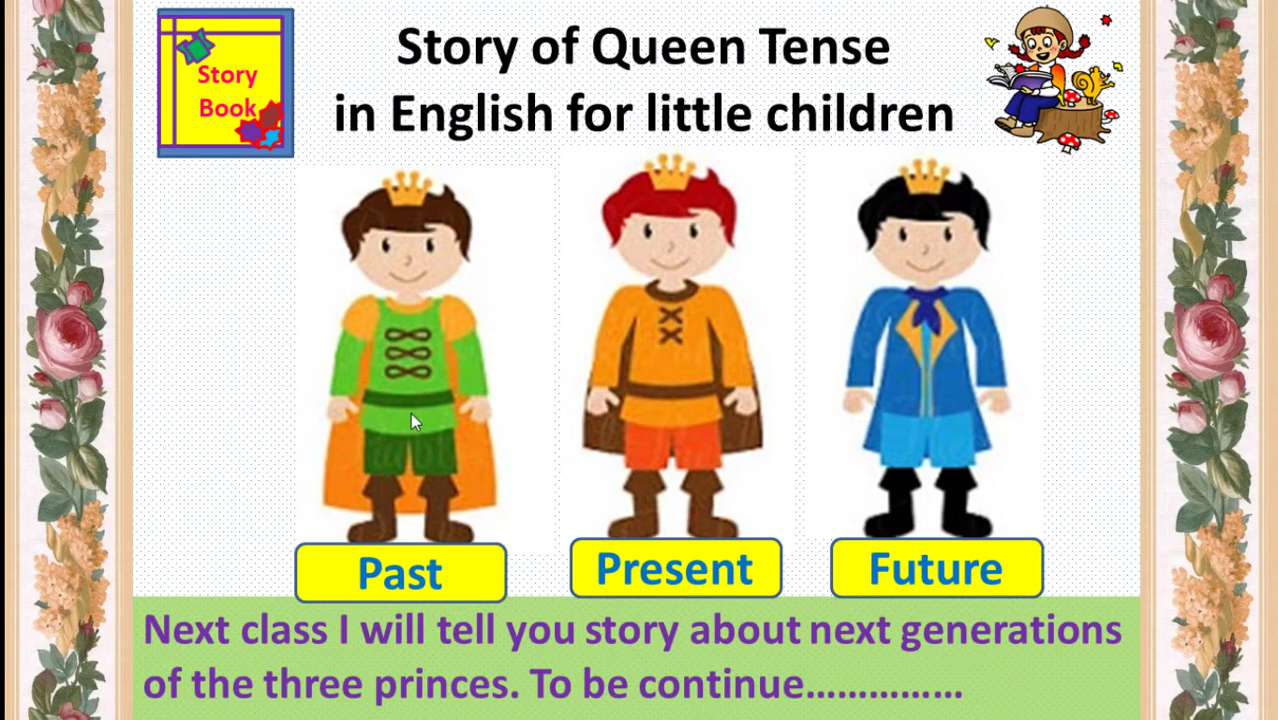 Story
Book
Story of Queen Tense
in English for little children
Past
Present
Future
Next class I will tell you story about next generations
of the three princes. To be continue……………